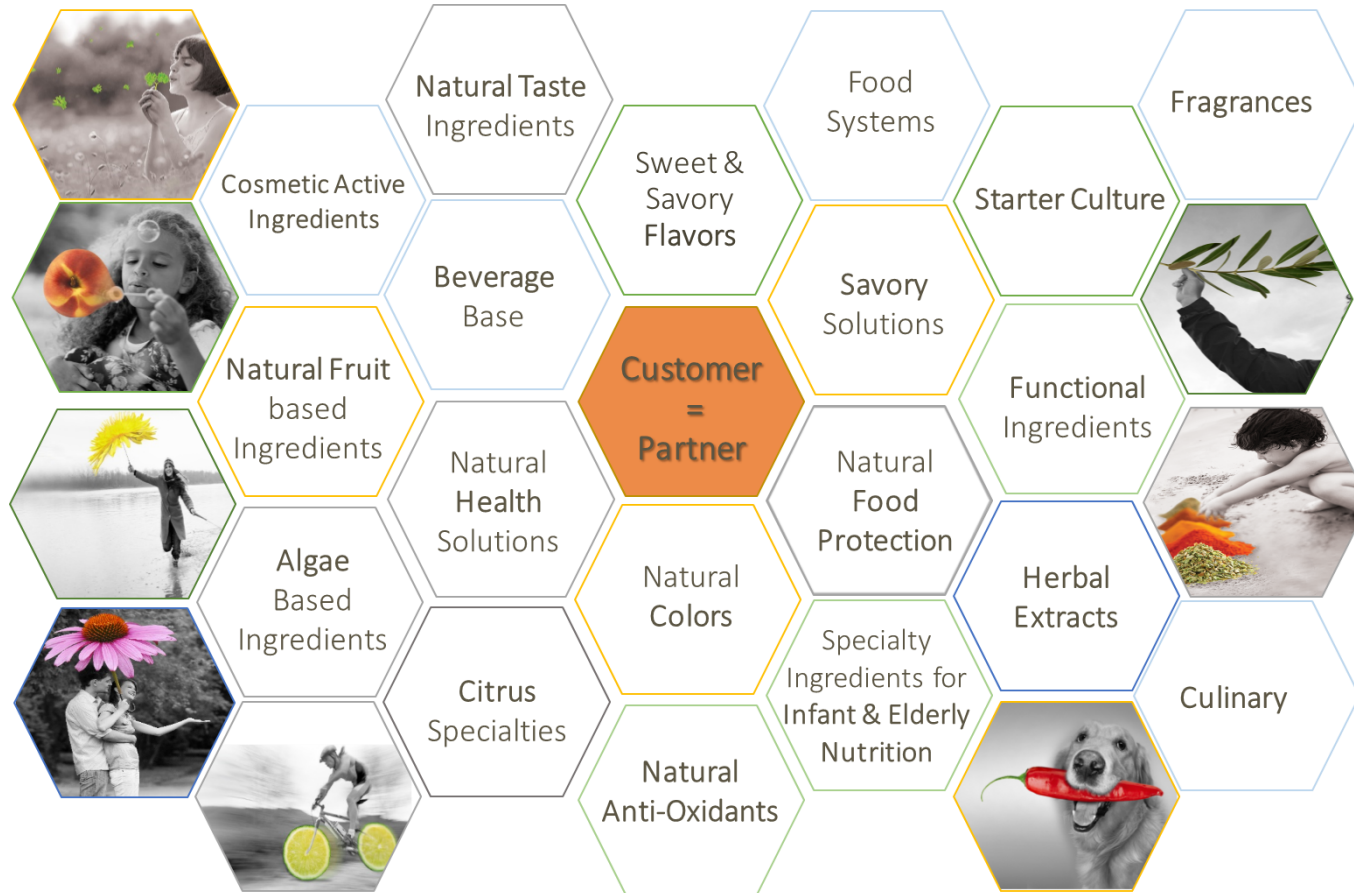 Natural Taste
Ingredients
Food
Systems
Fragrances
Cosmetic Active
Ingredients
Sweet &
Savory
Flavors
Starter Culture
Beverage
Base
Savory
Solutions
Natural Fruit
based
Ingredients
Customer
=
Partner
Functional
Ingredients
Natural
Health
Solutions
Natural
Food
Protection
Algae
Based
Ingredients
Natural
Colors
Herbal
Extracts
Citrus
Specialties
Specialty
Ingredients for
Infant & Elderly
Nutrition
Culinary
Natural
Anti-Oxidants